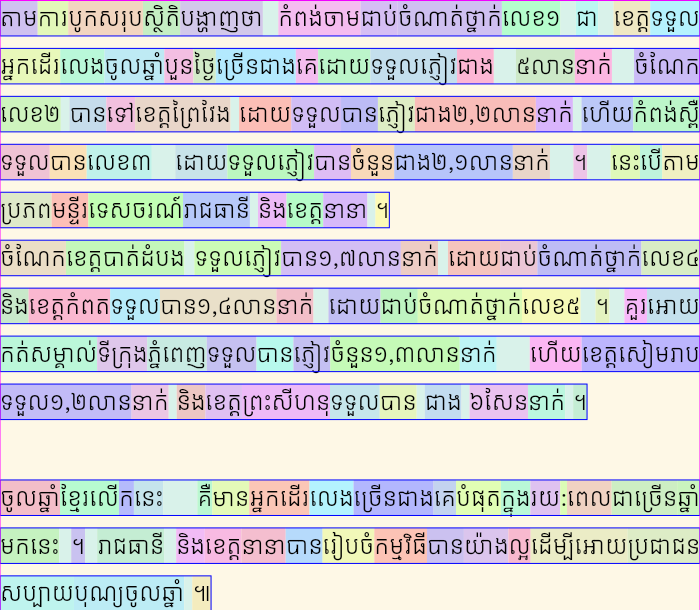 តាមការបូកសរុបស្ថិតិបង្ហាញថា កំពង់ចាមជាប់ចំណាត់ថ្នាក់លេខ១ ជា ខេត្តទទួល
អ្នកដើរលេងចូលឆ្នាំបួនថ្ងៃច្រើនជាងគេដោយទទួលភ្ញៀវជាង ៥លាននាក់ ចំណែក
លេខ២ បានទៅខេត្តព្រៃវែង ដោយទទួលបានភ្ញៀវជាង២,២លាននាក់ ហើយកំពង់ស្ពឺ
ទទួលបានលេខ៣ ដោយទទួលភ្ញៀវបានចំនួនជាង២,១លាននាក់ ។ នេះបើតាម
ប្រភពមន្ទីរទេសចរណ៍រាជធានី និងខេត្តនានា ។
ចំណែកខេត្តបាត់ដំបង ទទួលភ្ញៀវបាន១,៧លាននាក់ ដោយជាប់ចំណាត់ថ្នាក់លេខ៤
និងខេត្តកំពតទទួលបាន១,៤លាននាក់ ដោយជាប់ចំណាត់ថ្នាក់លេខ៥ ។ គួរអោយ
កត់សម្គាល់ទីក្រុងភ្នំពេញទទួលបានភ្ញៀវចំនួន១,៣លាននាក់ ហើយខេត្តសៀមរាប
ទទួល១,២លាននាក់ និងខេត្តព្រះសីហនុទទួលបាន ជាង ៦សែននាក់ ។
ចូលឆ្នាំខ្មែរលើកនេះ គឺមានអ្នកដើរលេងច្រើនជាងគេបំផុតក្នុងរយ:ពេលជាច្រើនឆ្នាំ
មកនេះ ។ រាជធានី និងខេត្តនានាបានរៀបចំកម្មវិធីបានយ៉ាងល្អដើម្បីអោយប្រជាជន
សប្បាយបុណ្យចូលឆ្នាំ ៕